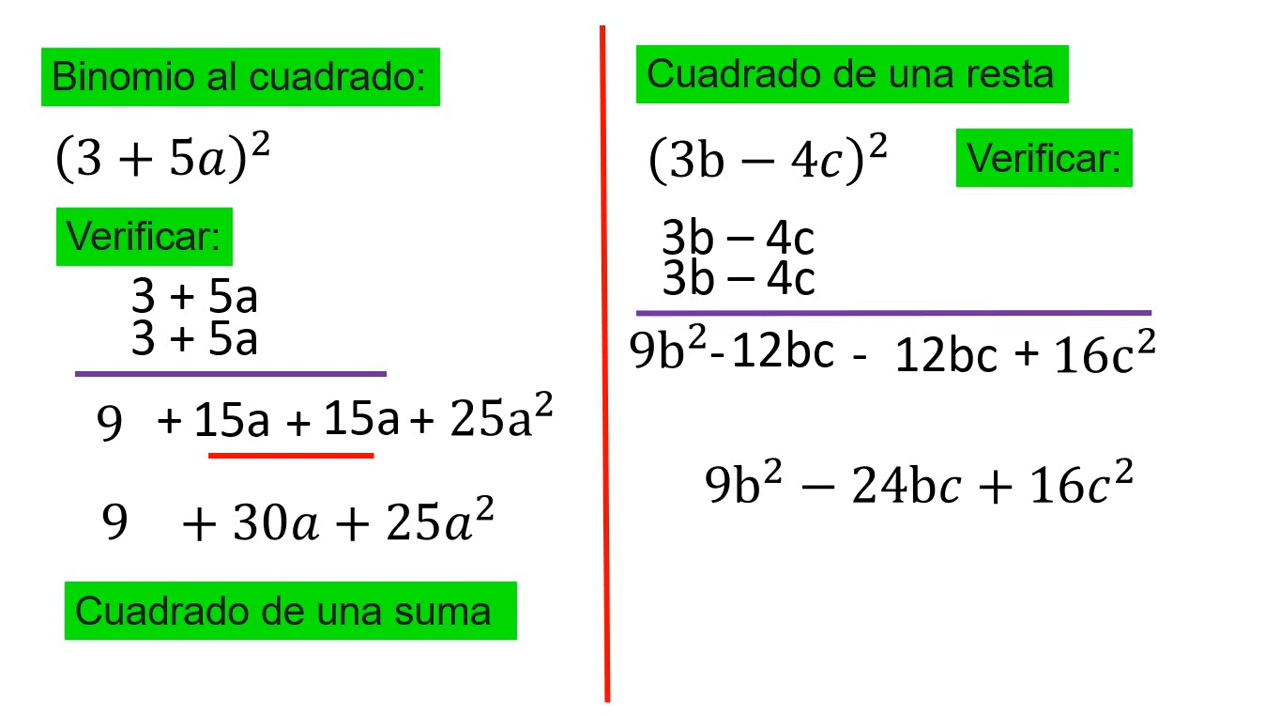 Binomio al cuadrado:
(3 + 5a)²
Verificar:
3 + 5a
3 + 5a
9 + 15a + 15a + 25a²
9 + 30a + 25a²
Cuadrado de una suma
Cuadrado de una resta
(3b − 4c)²
Verificar:
3b – 4c
3b – 4c
9b² - 12bc - 12bc + 16c²
9b² − 24bc + 16c²